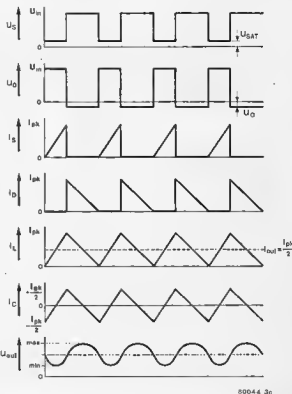 U_S
U_in
0
U_SAT
U_0
U_in
0
U_D
I_S
I_pk
0
I_D
I_pk
0
I_L
I_pk
0
I_out = I_pk/2
I_C
+I_pk/2
0
-I_pk/2
U_out
max
min
0
80044 3c